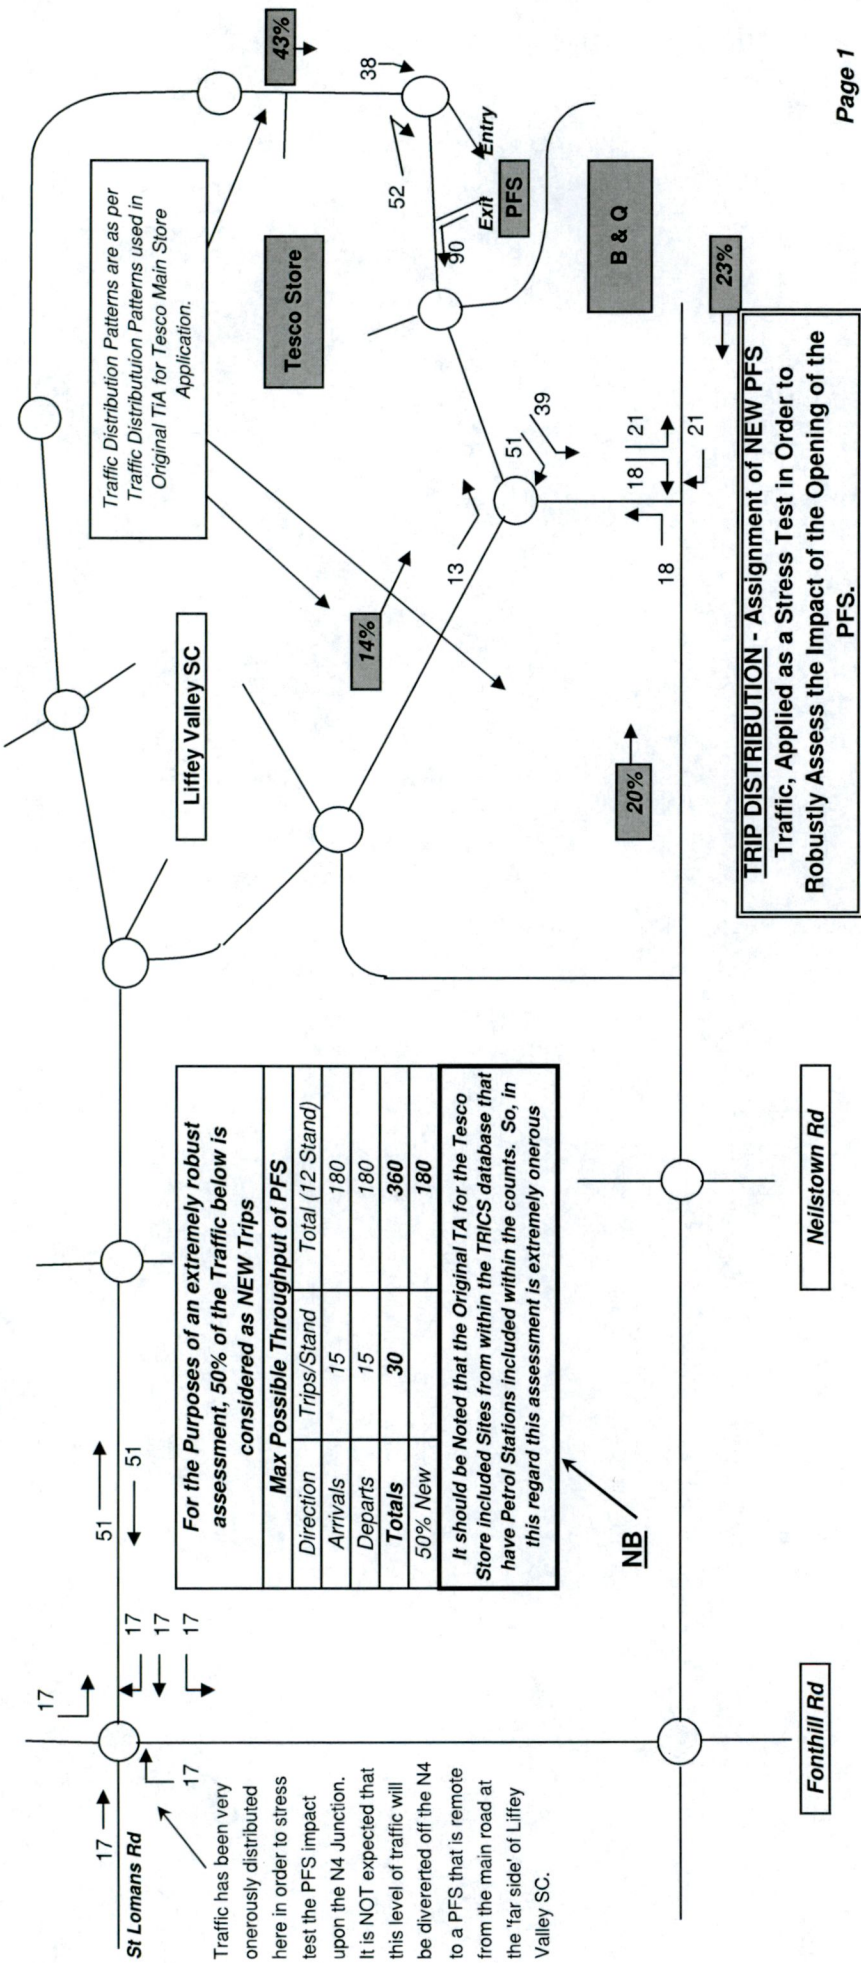 St Lomans Rd
17
17
17
17
17
17
51
51
Traffic has been very
onerously distributed
here in order to stress
test the PFS impact
upon the N4 Junction.
It is NOT expected that
this level of traffic will
be diververted off the N4
to a PFS that is remote
from the main road at
the 'far side' of Liffey
Valley SC.
For the Purposes of an extremely robust
assessment, 50% of the Traffic below is
considered as NEW Trips
Max Possible Throughput of PFS
Direction Trips/Stand Total (12 Stand)
Arrivals 15 180
Departs 15 180
Totals 30 360
50% New 180
It should be Noted that the Original TA for the Tesco
Store included Sites from within the TRICS database that
have Petrol Stations included within the counts. So, in
this regard this assessment is extremely onerous
NB
Fonthill Rd
Neilstown Rd
Liffey Valley SC
Traffic Distribution Patterns are as per
Traffic Distributuion Patterns used in
Original TiA for Tesco Main Store
Application.
43%
38
52
Entry
Exit
90
PFS
Tesco Store
B & Q
14%
13
51
39
20%
18
18
21
21
23%
TRIP DISTRIBUTION - Assignment of NEW PFS
Traffic, Applied as a Stress Test in Order to
Robustly Assess the Impact of the Opening of the
PFS.
Page 1